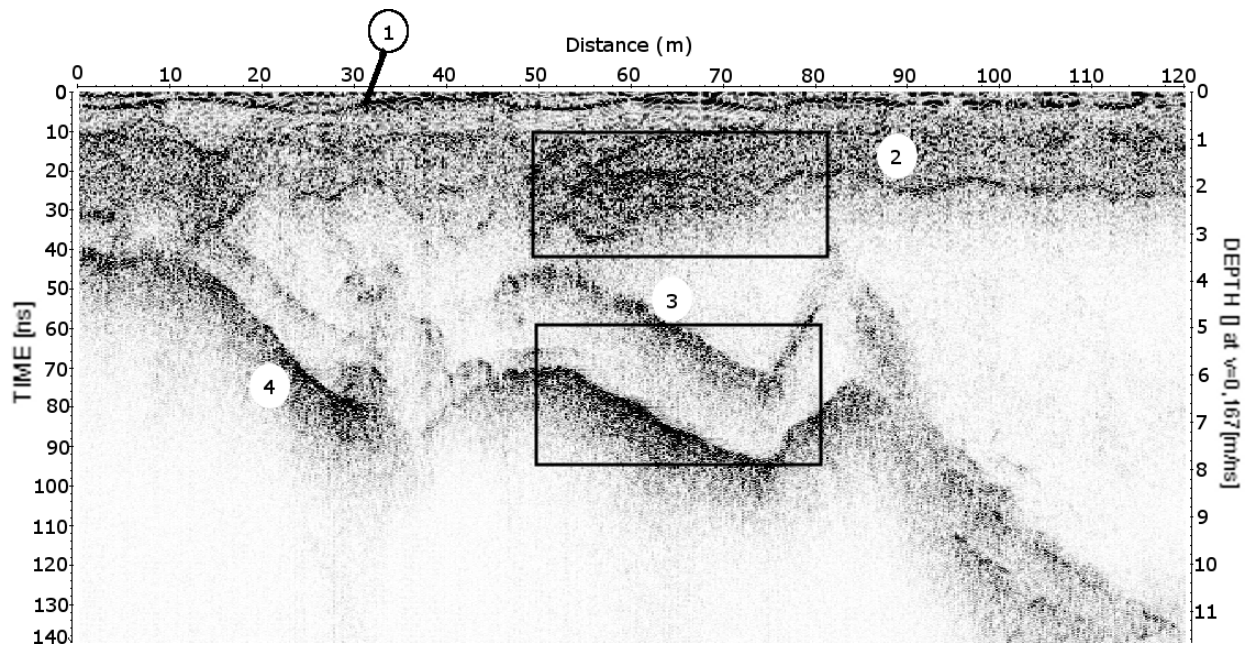 1
Distance (m)
0 10 20 30 40 50 60 70 80 90 100 110 120
0 10 20 30 40 50 60 70 80 90 100 110 120 130 140
TIME [ns]
2
3
4
0 1 2 3 4 5 6 7 8 9 10 11
DEPTH [] at v=0,167[m/ns]